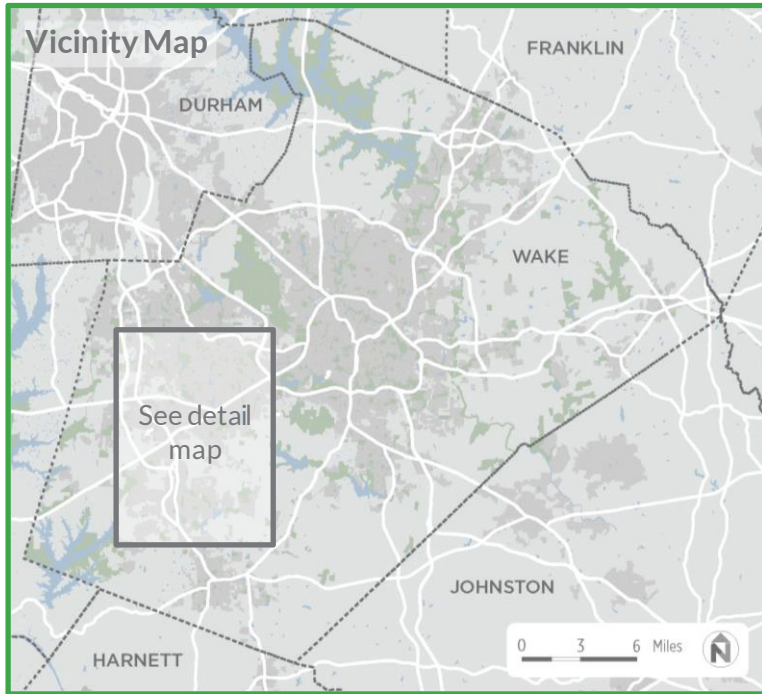 Vicinity Map
FRANKLIN
DURHAM
WAKE
See detail
map
JOHNSTON
0 3 6 Miles
N
HARNETT